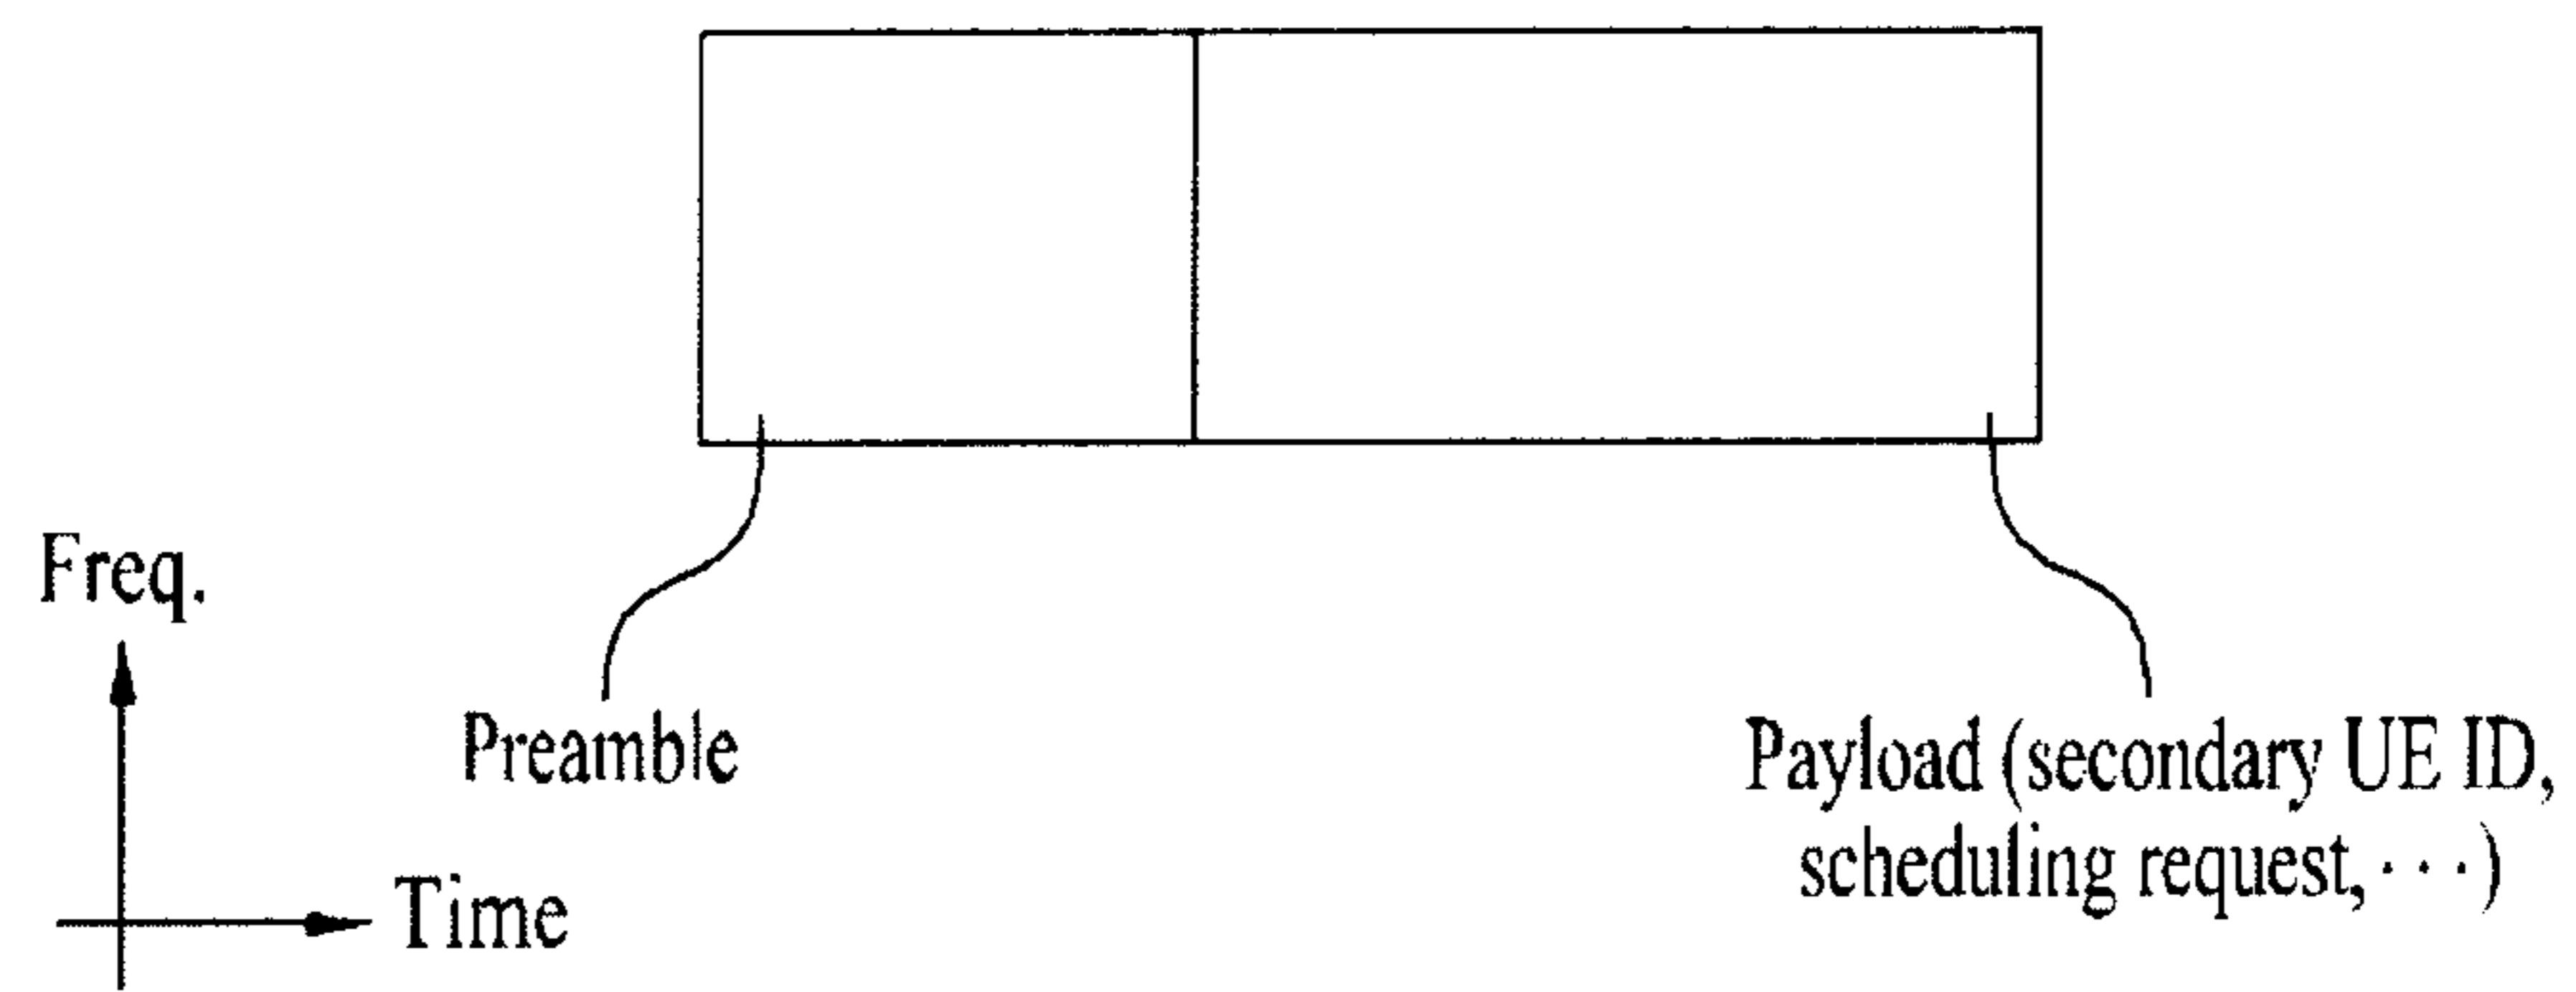 Freq.
Time
Preamble
Payload (secondary UE ID,
scheduling request, · · ·)